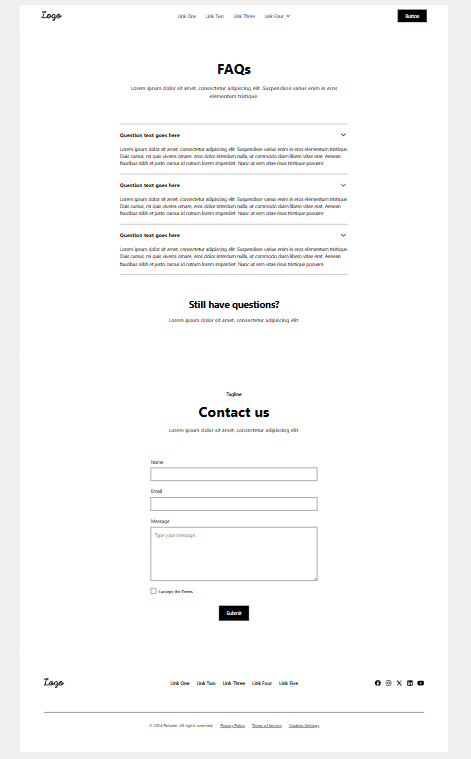 Logo
Link One Link Two Link Three Link Four
Button
FAQs
Lorem ipsum dolor sit amet, consectetur adipiscing elit. Suspendisse varius enim in eros
elementum tristique.
Question text goes here
Lorem ipsum dolor sit amet, consectetur adipiscing elit. Suspendisse varius enim in eros elementum tristique.
Duis cursus, mi quis viverra ornare, eros dolor interdum nulla, ut commodo diam libero vitae erat. Aenean
faucibus nibh et justo cursus id rutrum lorem imperdiet. Nunc ut sem vitae risus tristique posuere.
Question text goes here
Lorem ipsum dolor sit amet, consectetur adipiscing elit. Suspendisse varius enim in eros elementum tristique.
Duis cursus, mi quis viverra ornare, eros dolor interdum nulla, ut commodo diam libero vitae erat. Aenean
faucibus nibh et justo cursus id rutrum lorem imperdiet. Nunc ut sem vitae risus tristique posuere.
Question text goes here
Lorem ipsum dolor sit amet, consectetur adipiscing elit. Suspendisse varius enim in eros elementum tristique.
Duis cursus, mi quis viverra ornare, eros dolor interdum nulla, ut commodo diam libero vitae erat. Aenean
faucibus nibh et justo cursus id rutrum lorem imperdiet. Nunc ut sem vitae risus tristique posuere.
Still have questions?
Lorem ipsum dolor sit amet, consectetur adipiscing elit
Tagline
Contact us
Lorem ipsum dolor sit amet, consectetur adipiscing elit
Name
Email
Message
Type your message..
I accept the Terms
Submit
Logo
Link One Link Two Link Three Link Four Link Five
© 2024 Relume. All rights reserved. Privacy Policy Terms of Service Cookies Settings